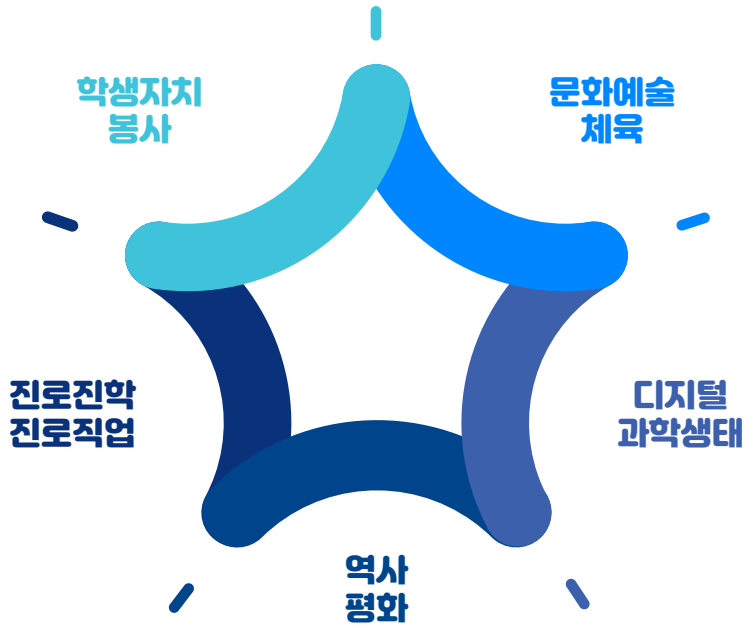 학생자치
봉사
문화예술
체육
진로진학
진로직업
디지털
과학생태
역사
평화